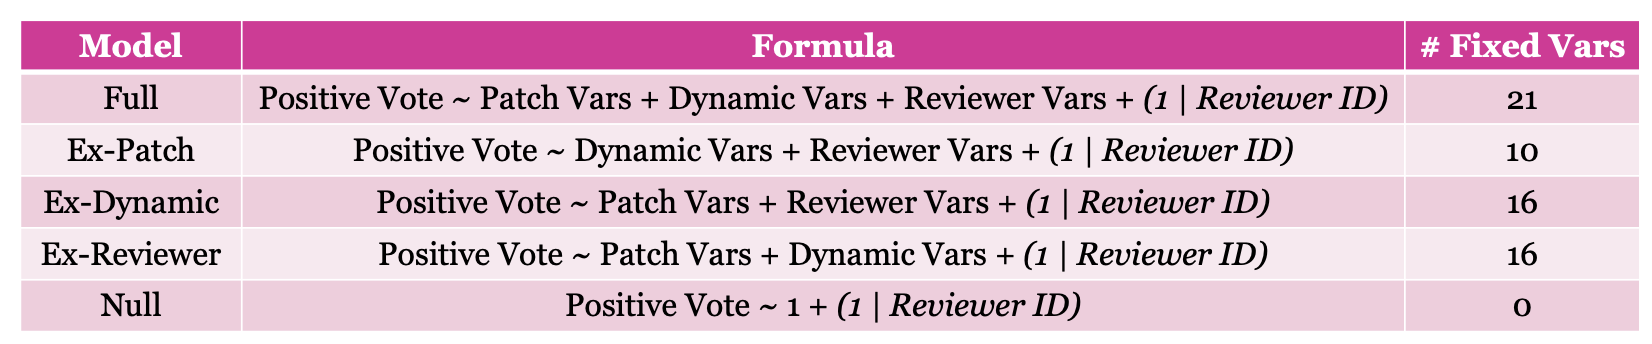 Model Formula # Fixed Vars
Full Positive Vote ~ Patch Vars + Dynamic Vars + Reviewer Vars + (1 | Reviewer ID) 21
Ex-Patch Positive Vote ~ Dynamic Vars + Reviewer Vars + (1 | Reviewer ID) 10
Ex-Dynamic Positive Vote ~ Patch Vars + Reviewer Vars + (1 | Reviewer ID) 16
Ex-Reviewer Positive Vote ~ Patch Vars + Dynamic Vars + (1 | Reviewer ID) 16
Null Positive Vote ~ 1 + (1 | Reviewer ID) 0